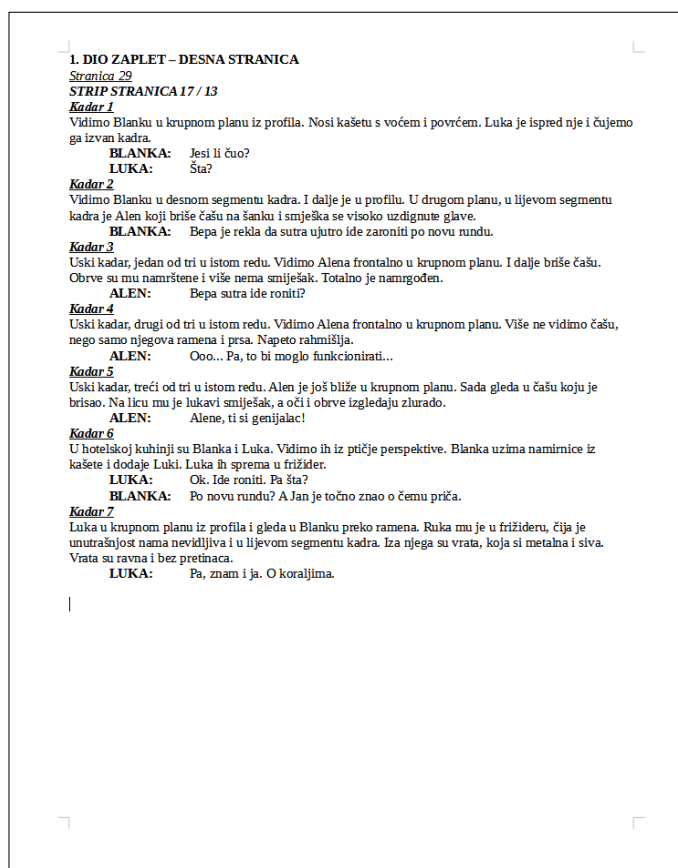 1. DIO ZAPLET – DESNA STRANICA
Stranica 29
STRIP STRANICA 17 / 13
Kadar 1
Vidimo Blanku u krupnom planu iz profila. Nosi kašetu s voćem i povrćem. Luka je ispred nje i čujemo
ga izvan kadra.
BLANKA: Jesi li čuo?
LUKA: Šta?
Kadar 2
Vidimo Blanku u desnom segmentu kadra. I dalje je u profilu. U drugom planu, u lijevom segmentu
kadra je Alen koji briše čašu na šanku i smješka se visoko uzdignute glave.
BLANKA: Bepa je rekla da sutra ujutro ide zaroniti po novu rundu.
Kadar 3
Uski kadar, jedan od tri u istom redu. Vidimo Alena frontalno u krupnom planu. I dalje briše čašu.
Obrve su mu namrštene i više nema smiješak. Totalno je namrgođen.
ALEN: Bepa sutra ide roniti?
Kadar 4
Uski kadar, drugi od tri u istom redu. Vidimo Alena frontalno u krupnom planu. Više ne vidimo čašu,
nego samo njegova ramena i prsa. Napeto rahmišlja.
ALEN: Ooo... Pa, to bi moglo funkcionirati...
Kadar 5
Uski kadar, treći od tri u istom redu. Alen je još bliže u krupnom planu. Sada gleda u čašu koju je
brisao. Na licu mu je lukavi smiješak, a oči i obrve izgledaju zlurado.
ALEN: Alene, ti si genijalac!
Kadar 6
U hotelskoj kuhinji su Blanka i Luka. Vidimo ih iz ptičje perspektive. Blanka uzima namirnice iz
kašete i dodaje Luki. Luka ih sprema u frižider.
LUKA: Ok. Ide roniti. Pa šta?
BLANKA: Po novu rundu? A Jan je točno znao o čemu priča.
Kadar 7
Luka u krupnom planu iz profila i gleda u Blanku preko ramena. Ruka mu je u frižideru, čija je
unutrašnjost nama nevidljiva i u lijevom segmentu kadra. Iza njega su vrata, koja si metalna i siva.
Vrata su ravna i bez pretinaca.
LUKA: Pa, znam i ja. O koraljima.